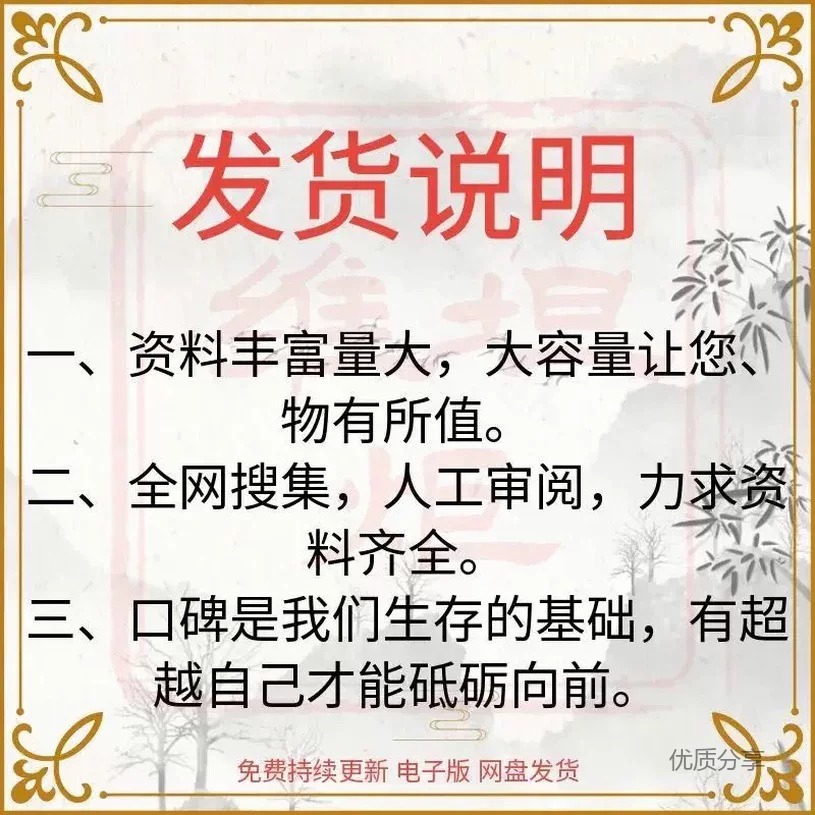 发货说明
一、资料丰富量大，大容量让您、
物有所值。
二、全网搜集，人工审阅，力求资
料齐全。
三、口碑是我们生存的基础，有超
越自己才能砥砺向前。
免费持续更新 电子版 网盘发货
优质分享